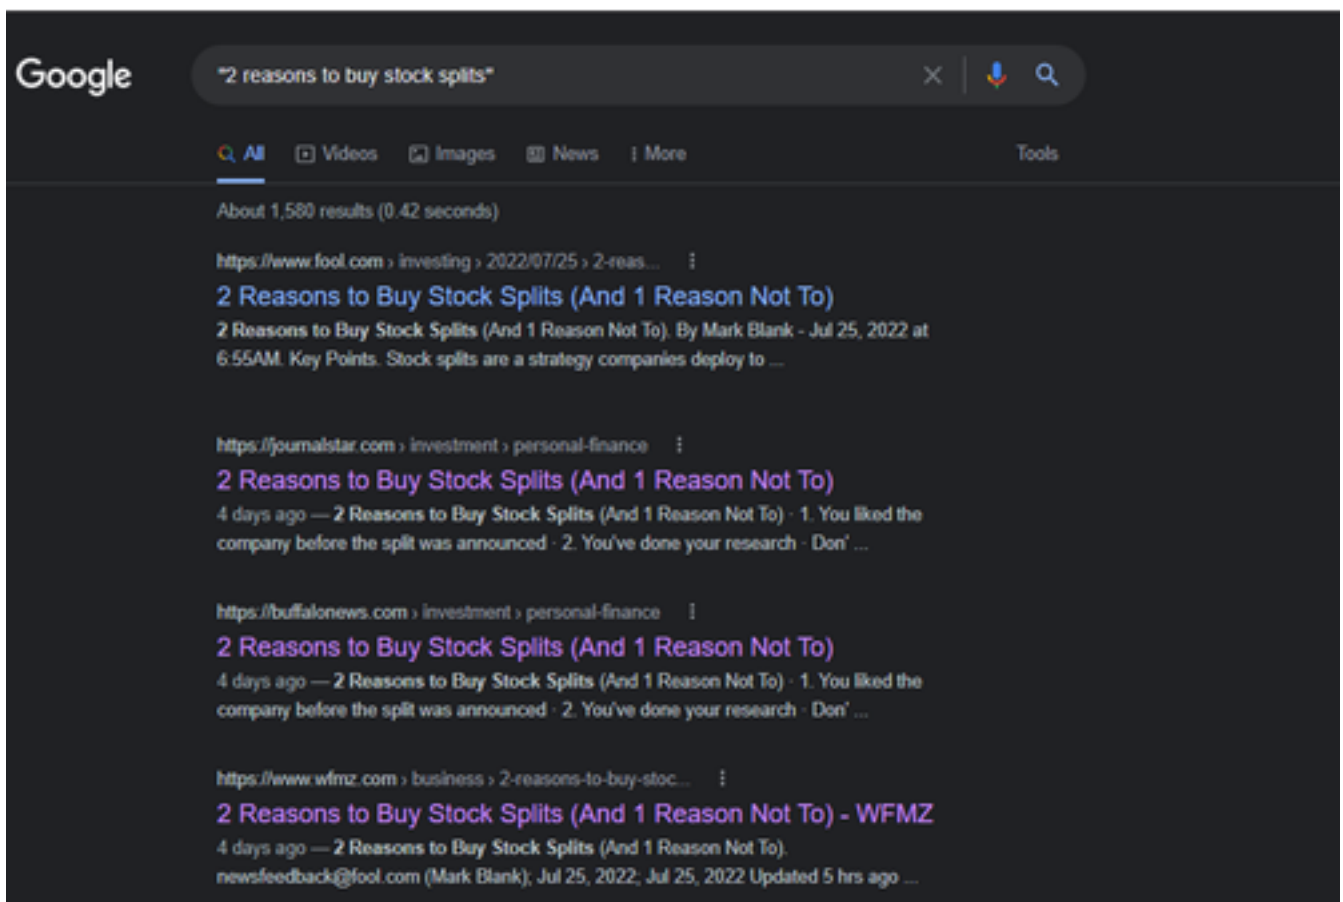 Google
"2 reasons to buy stock splits"
All Videos Images News More Tools
About 1,580 results (0.42 seconds)
https://www.fool.com › investing › 2022/07/25 › 2-reas...
2 Reasons to Buy Stock Splits (And 1 Reason Not To)
2 Reasons to Buy Stock Splits (And 1 Reason Not To). By Mark Blank - Jul 25, 2022 at
6:55AM. Key Points. Stock splits are a strategy companies deploy to ...
https://journalstar.com › investment › personal-finance
2 Reasons to Buy Stock Splits (And 1 Reason Not To)
4 days ago — 2 Reasons to Buy Stock Splits (And 1 Reason Not To) · 1. You liked the
company before the split was announced · 2. You've done your research · Don' ...
https://buffalonews.com › investment › personal-finance
2 Reasons to Buy Stock Splits (And 1 Reason Not To)
4 days ago — 2 Reasons to Buy Stock Splits (And 1 Reason Not To) · 1. You liked the
company before the split was announced · 2. You've done your research · Don' ...
https://www.wfmz.com › business › 2-reasons-to-buy-stoc...
2 Reasons to Buy Stock Splits (And 1 Reason Not To) - WFMZ
4 days ago — 2 Reasons to Buy Stock Splits (And 1 Reason Not To).
newsfeedback@fool.com (Mark Blank); Jul 25, 2022; Jul 25, 2022 Updated 5 hrs ago ...